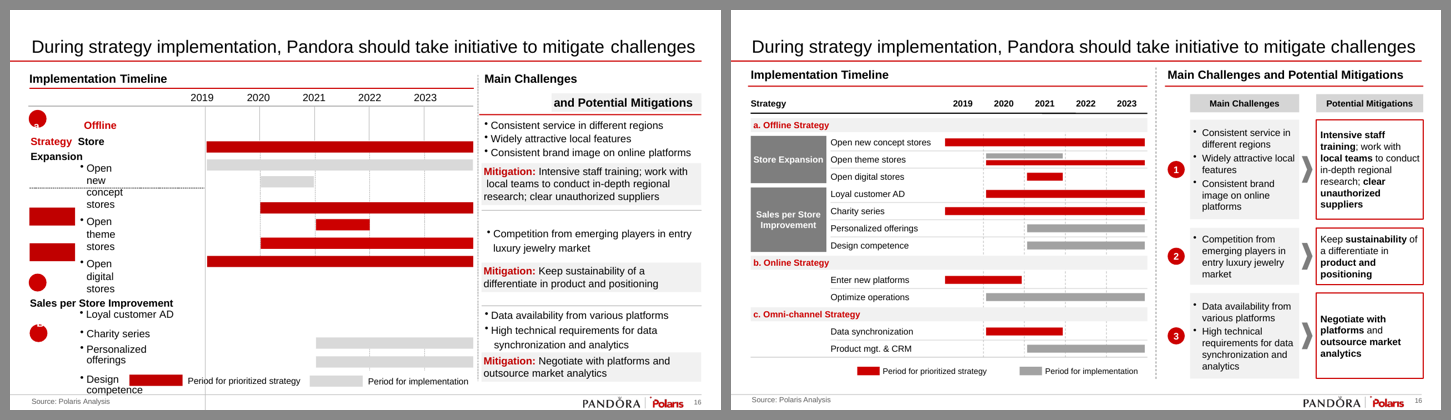 During strategy implementation, Pandora should take initiative to mitigate challenges
Implementation Timeline
2019 2020 2021 2022 2023
a
Offline
Strategy Store
Expansion
• Open
new
concept
stores
• Open
theme
stores
• Open
digital
stores
Sales per Store Improvement
• Loyal customer AD
• Charity series
• Personalized
offerings
• Design
competence
Period for prioritized strategy
Period for implementation
Main Challenges
and Potential Mitigations
• Consistent service in different regions
• Widely attractive local features
• Consistent brand image on online platforms
Mitigation: Intensive staff training; work with
local teams to conduct in-depth regional
research; clear unauthorized suppliers
• Competition from emerging players in entry
luxury jewelry market
Mitigation: Keep sustainability of a
differentiate in product and positioning
• Data availability from various platforms
• High technical requirements for data
synchronization and analytics
Mitigation: Negotiate with platforms and
outsource market analytics
Source: Polaris Analysis
PANDÓRA Polaris
16
During strategy implementation, Pandora should take initiative to mitigate challenges
Implementation Timeline
Strategy 2019 2020 2021 2022 2023
a. Offline Strategy
Store Expansion
Open new concept stores
Open theme stores
Open digital stores
Sales per Store
Improvement
Loyal customer AD
Charity series
Personalized offerings
Design competence
b. Online Strategy
Enter new platforms
Optimize operations
c. Omni-channel Strategy
Data synchronization
Product mgt. & CRM
Period for prioritized strategy
Period for implementation
Main Challenges and Potential Mitigations
Main Challenges
Potential Mitigations
1
• Consistent service in
different regions
• Widely attractive local
features
• Consistent brand
image on online
platforms
Intensive staff
training; work with
local teams to conduct
in-depth regional
research; clear
unauthorized
suppliers
2
• Competition from
emerging players in
entry luxury jewelry
market
Keep sustainability of
a differentiate in
product and
positioning
3
• Data availability from
various platforms
• High technical
requirements for data
synchronization and
analytics
Negotiate with
platforms and
outsource market
analytics
Source: Polaris Analysis
PANDÓRA Polaris
16